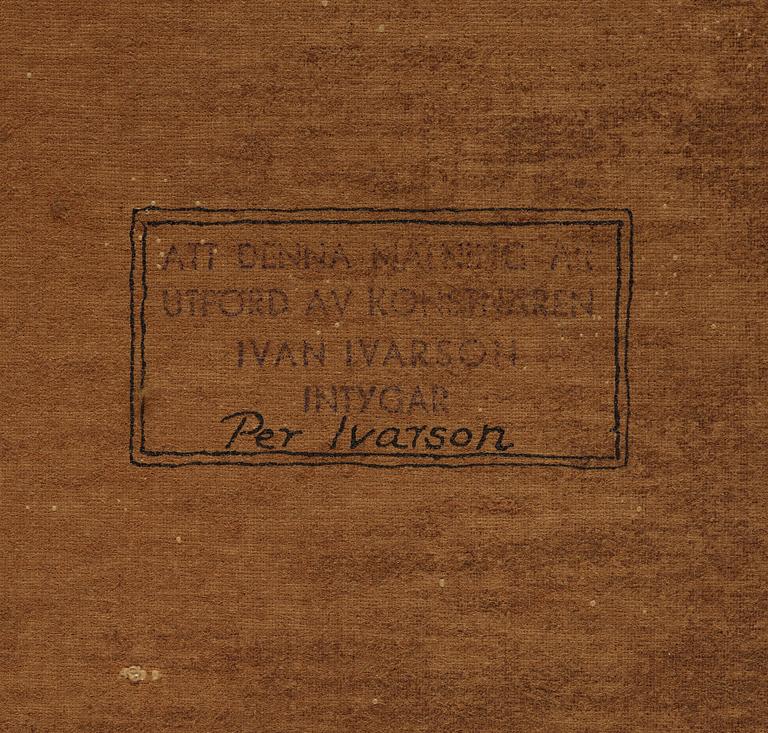 ATT DENNA MÅLNING ÄR
UTFÖRD AV KONSTNÄREN
IVAN IVARSON
INTYGAR
Per Ivarson